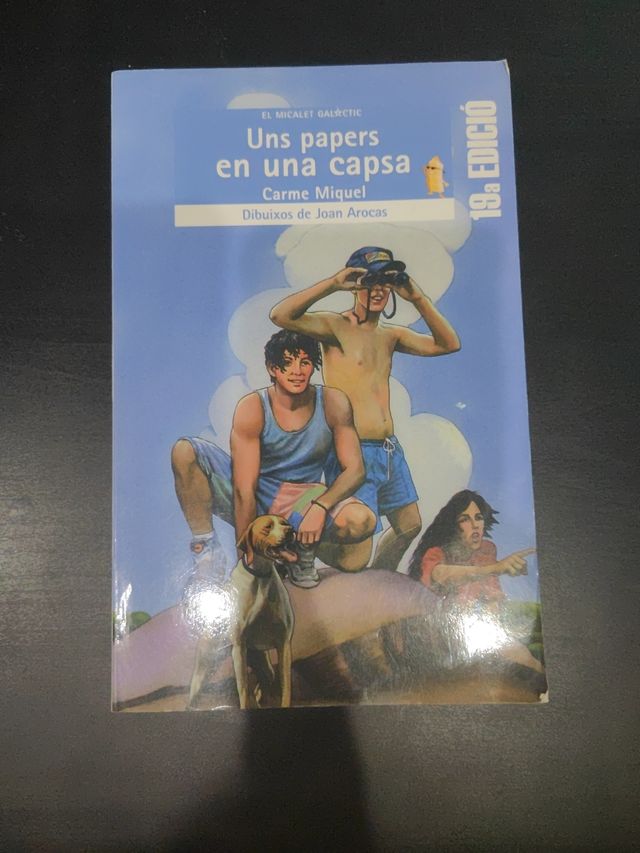 EL MICALET GALÀCTIC
Uns papers
en una capsa
Carme Miquel
Dibuixos de Joan Arocas
19a EDICIÓ